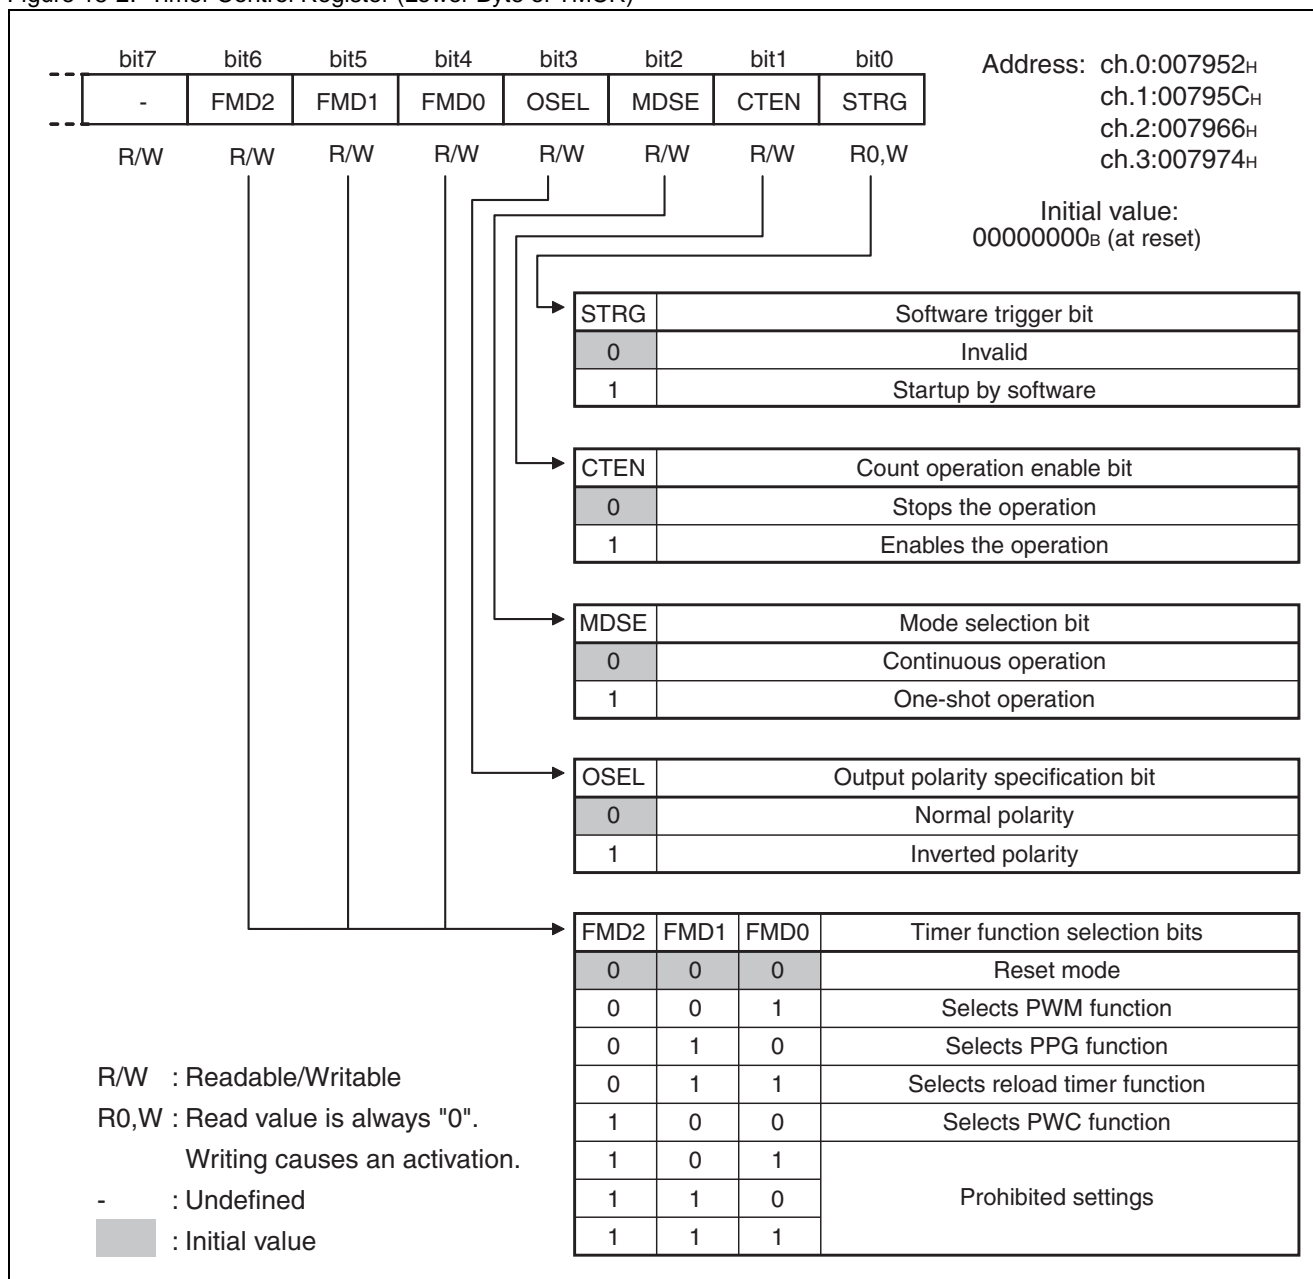 bit7 bit6 bit5 bit4 bit3 bit2 bit1 bit0
- FMD2 FMD1 FMD0 OSEL MDSE CTEN STRG
R/W R/W R/W R/W R/W R/W R/W R0,W
Address: ch.0:007952H
ch.1:00795CH
ch.2:007966H
ch.3:007974H
Initial value:
00000000B (at reset)
STRG Software trigger bit
0 Invalid
1 Startup by software
CTEN Count operation enable bit
0 Stops the operation
1 Enables the operation
MDSE Mode selection bit
0 Continuous operation
1 One-shot operation
OSEL Output polarity specification bit
0 Normal polarity
1 Inverted polarity
FMD2 FMD1 FMD0 Timer function selection bits
0 0 0 Reset mode
0 0 1 Selects PWM function
0 1 0 Selects PPG function
0 1 1 Selects reload timer function
1 0 0 Selects PWC function
1 0 1
1 1 0 Prohibited settings
1 1 1
R/W : Readable/Writable
R0,W : Read value is always "0".
Writing causes an activation.
- : Undefined
: Initial value